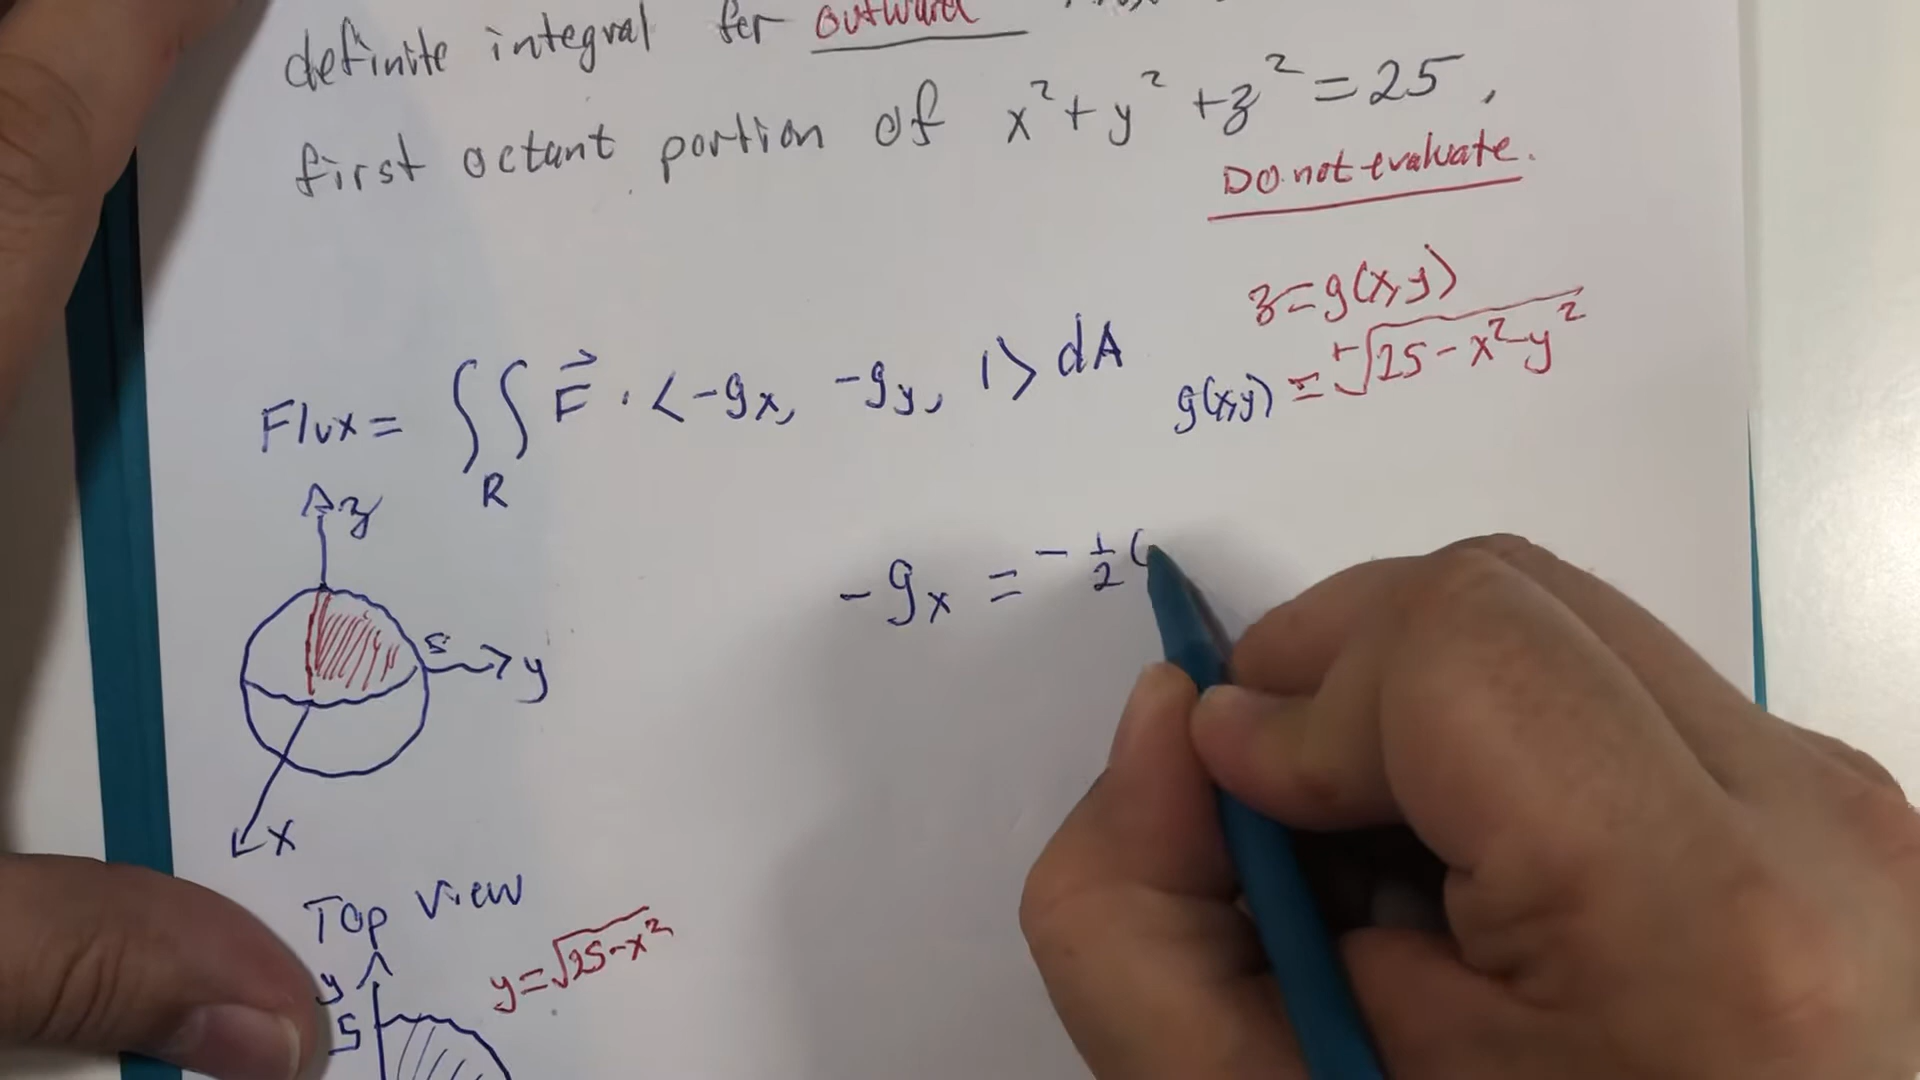 definite integral for outward
first octant portion of x² + y² + z² = 25,
Do not evaluate.
z = g(x,y)
g(x,y) = +√25 - x² - y²
Flux = ∫∫ F⃗ · < -gx, -gy, 1> dA
R
z
-gx = - 1/2 (
5
y
x
Top view
y = √25 - x²
y
5